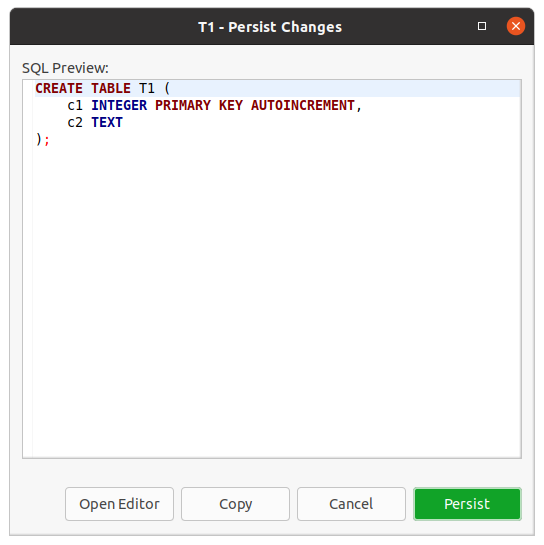 T1 - Persist Changes
SQL Preview:
CREATE TABLE T1 (
    c1 INTEGER PRIMARY KEY AUTOINCREMENT,
    c2 TEXT
);
Open Editor Copy Cancel Persist